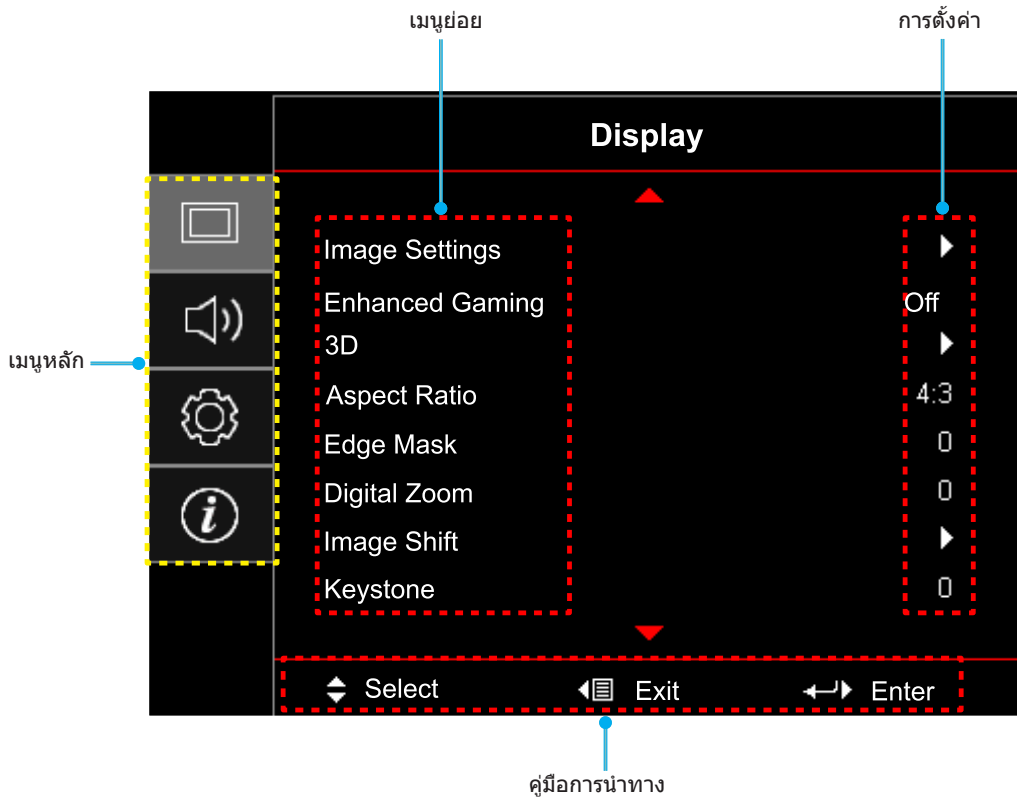 เมนูย่อย
การตั้งค่า
Display
Image Settings
Enhanced Gaming Off
3D
เมนูหลัก
Aspect Ratio 4:3
Edge Mask 0
Digital Zoom 0
Image Shift
Keystone 0
Select Exit Enter
คู่มือการนำทาง